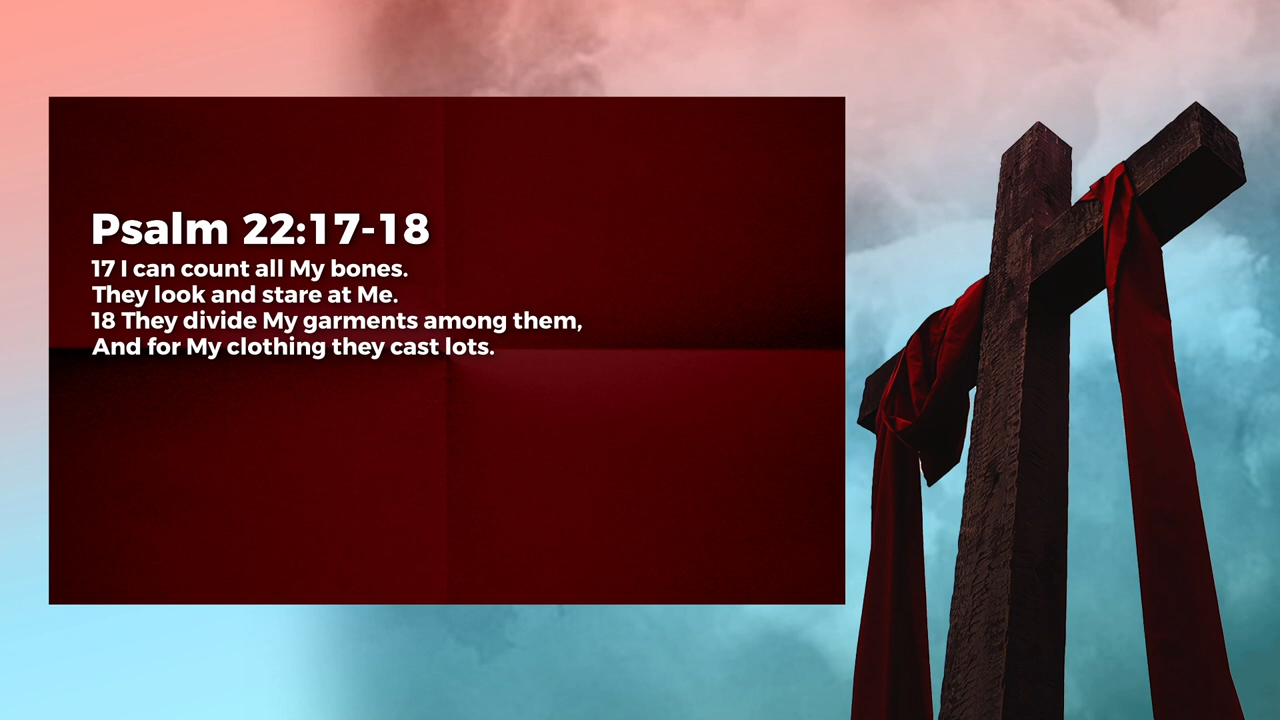 Psalm 22:17-18
17 I can count all My bones.
They look and stare at Me.
18 They divide My garments among them,
And for My clothing they cast lots.